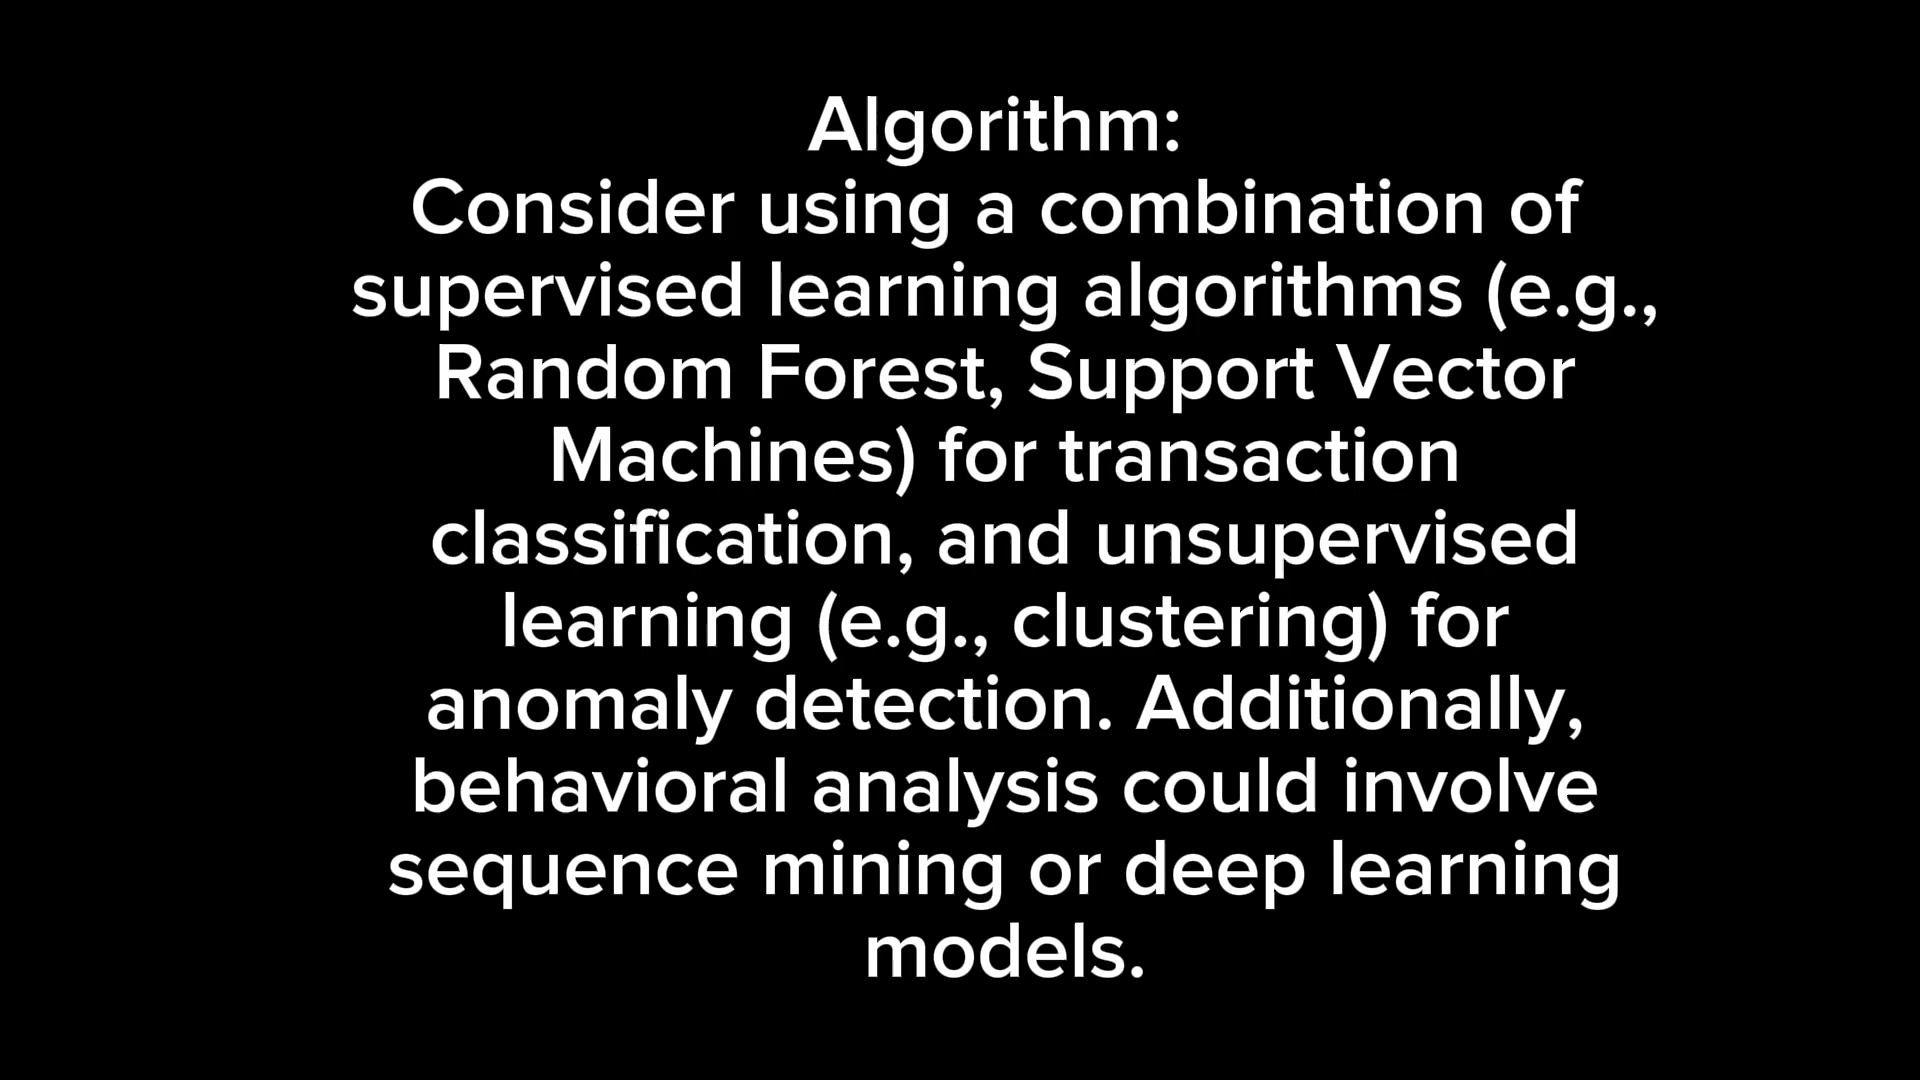 Algorithm:
Consider using a combination of
supervised learning algorithms (e.g.,
Random Forest, Support Vector
Machines) for transaction
classification, and unsupervised
learning (e.g., clustering) for
anomaly detection. Additionally,
behavioral analysis could involve
sequence mining or deep learning
models.